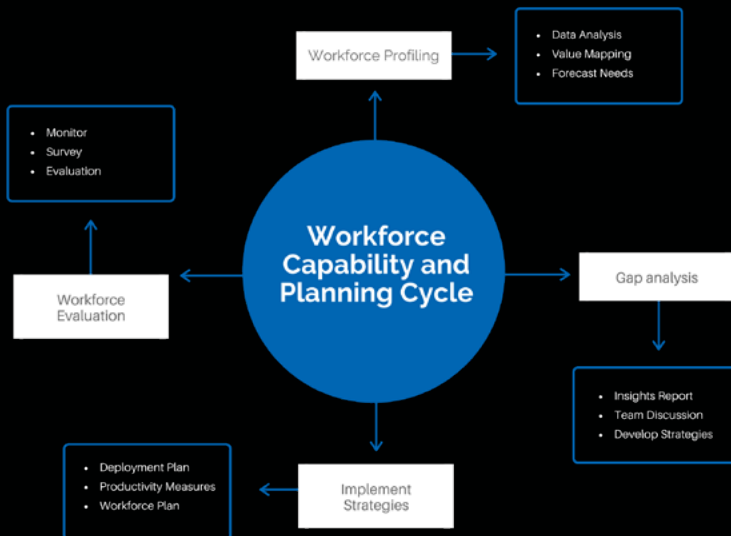 Workforce Profiling
Data Analysis
Value Mapping
Forecast Needs
Monitor
Survey
Evaluation
Workforce
Capability and
Planning Cycle
Workforce
Evaluation
Gap analysis
Insights Report
Team Discussion
Develop Strategies
Deployment Plan
Productivity Measures
Workforce Plan
Implement
Strategies